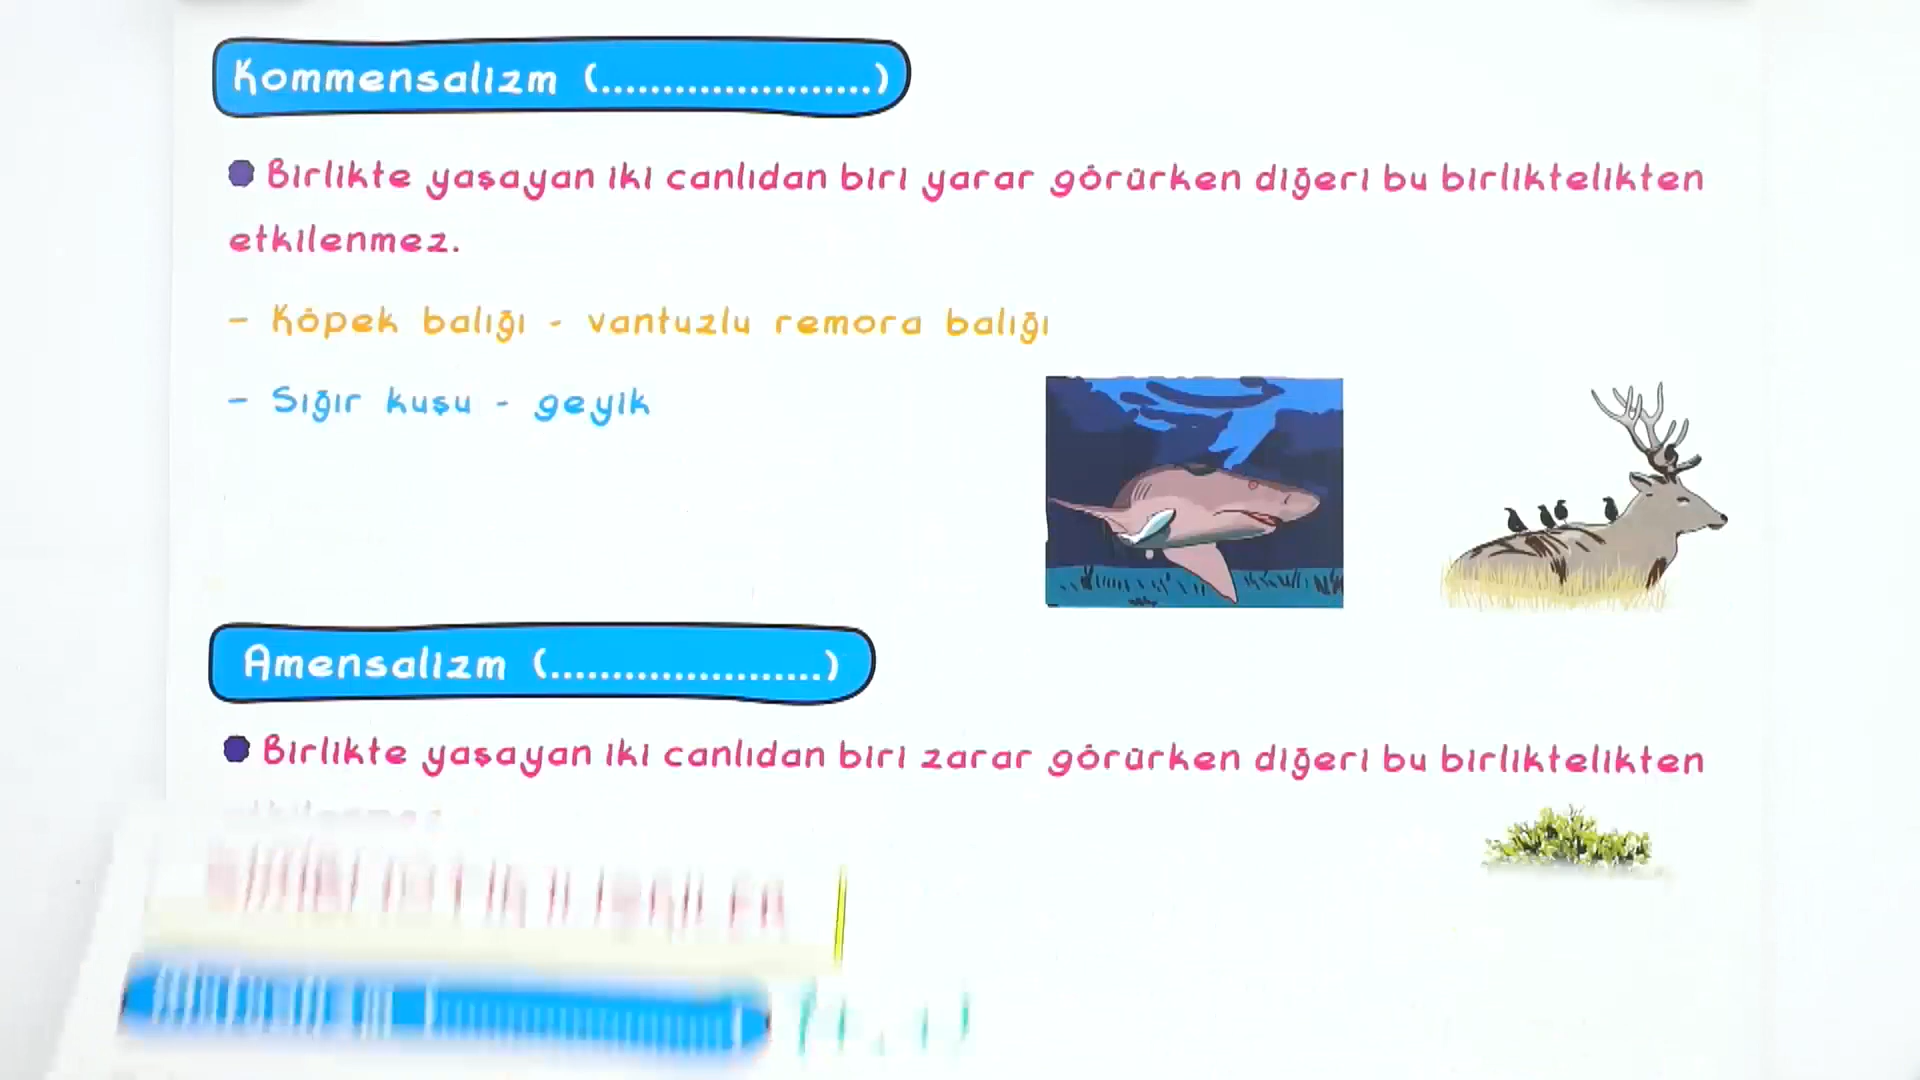 Kommensalizm (.......................)
Birlikte yaşayan iki canlıdan biri yarar görürken diğeri bu birliktelikten
etkilenmez.
- Köpek balığı - vantuzlu remora balığı
- Sığır kuşu - geyik
Amensalizm (.......................)
Birlikte yaşayan iki canlıdan biri zarar görürken diğeri bu birliktelikten